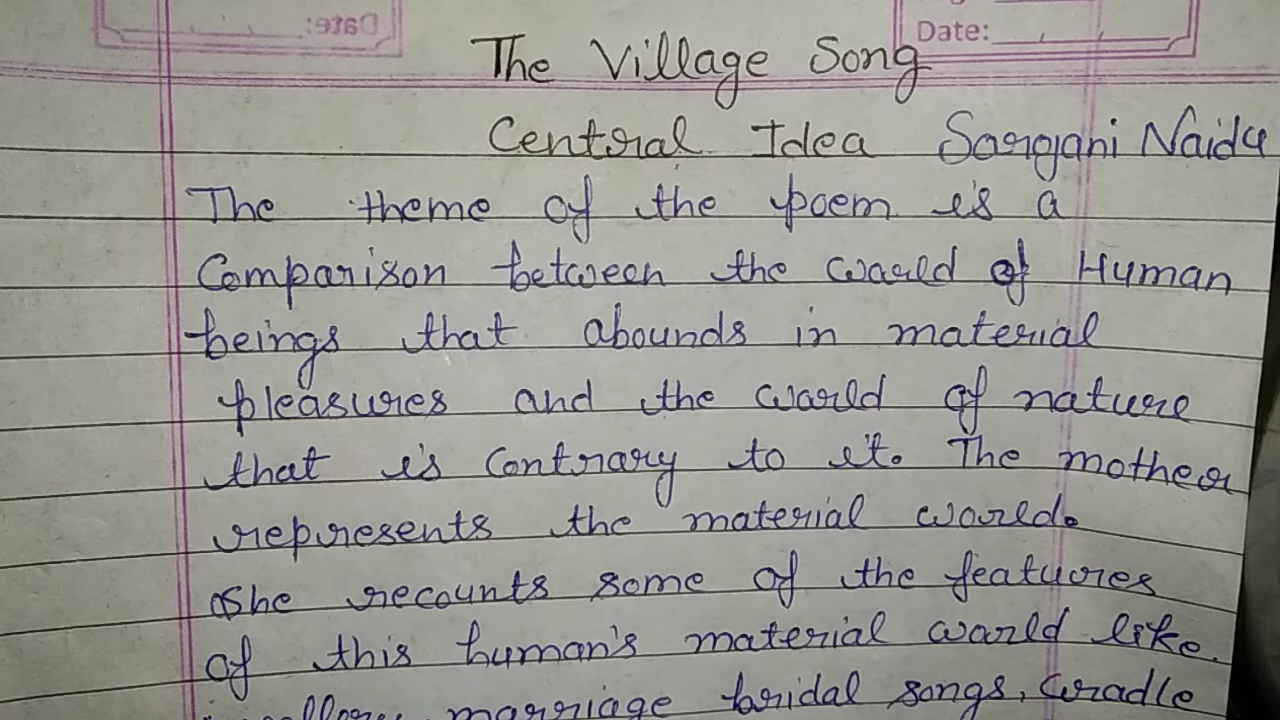 Date:
Date:
The Village Song
Central Idea Sarojani Naidu
The theme of the poem is a
Comparison between the world of Human
beings that abounds in material
pleasures and the world of nature
that is Contrary to it. The mother
represents the material world.
She recounts some of the features
of this human's material world like.
marriage bridal songs, Cradle